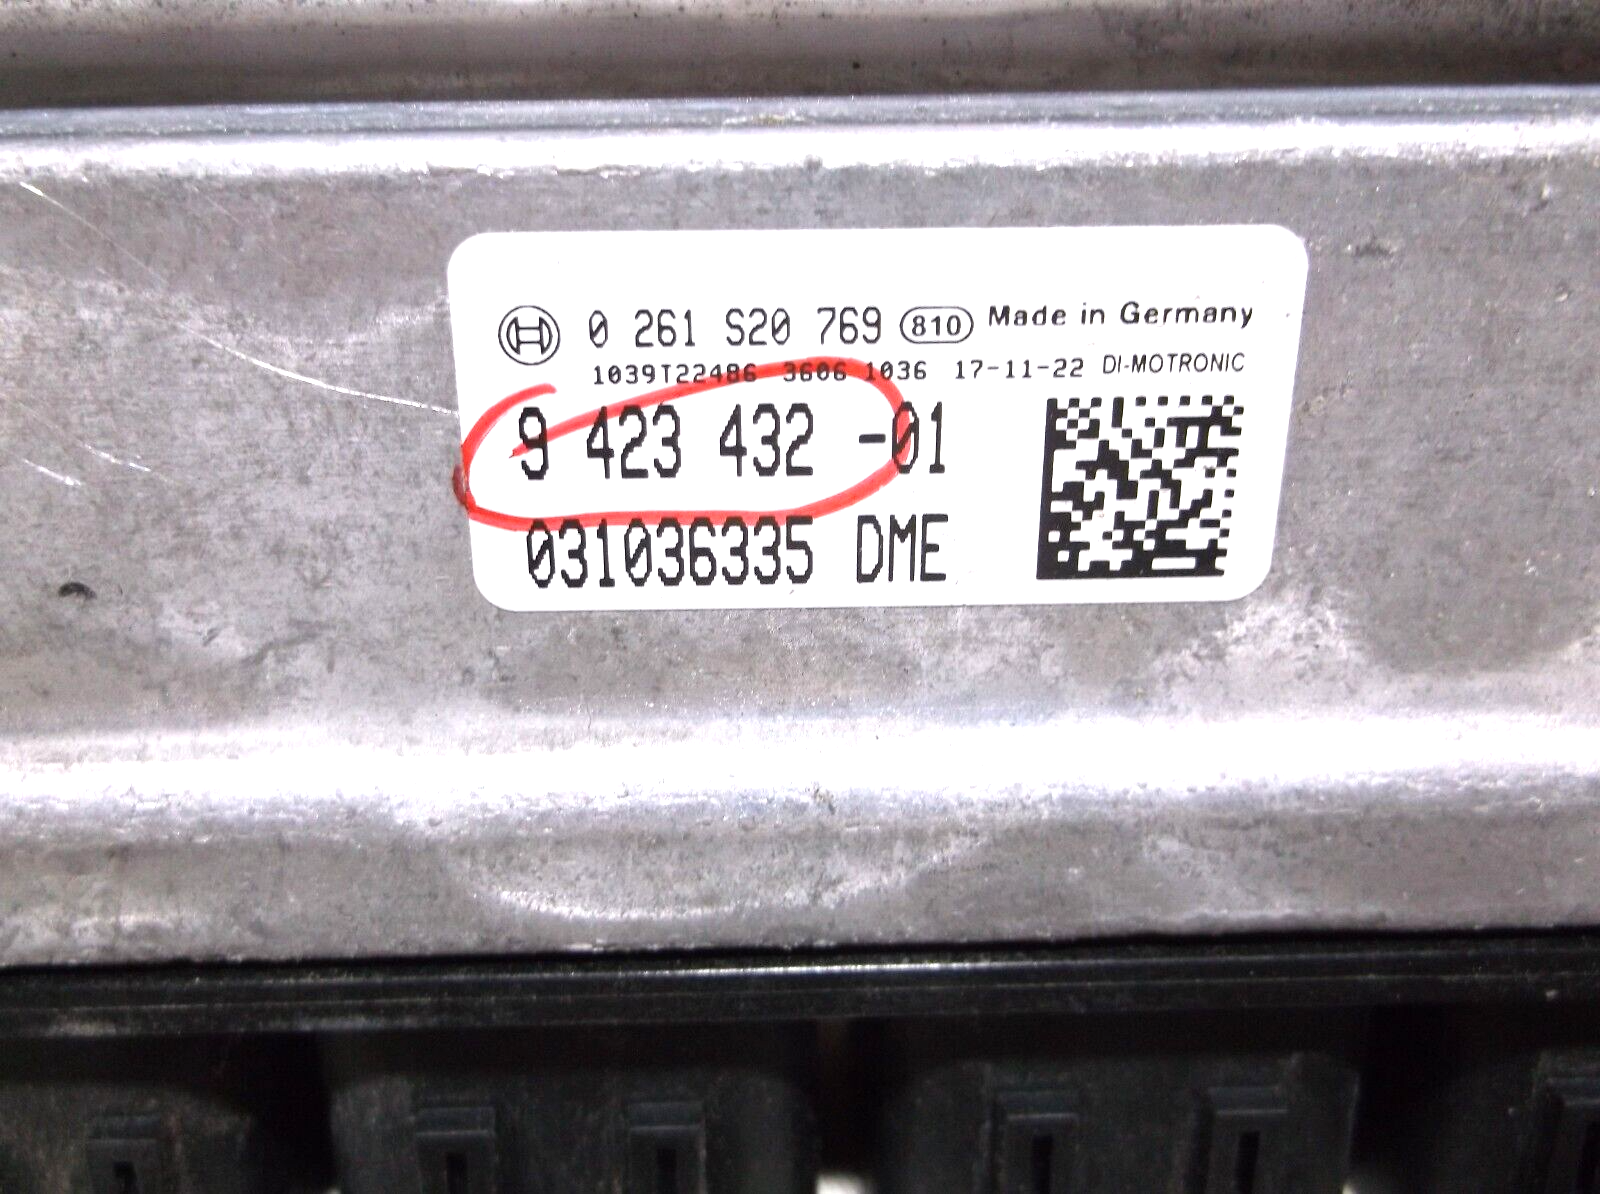 0 261 S20 769 810 Made in Germany
1039T22486 3606 1036 17-11-22 DI-MOTRONIC
9 423 432 -01
031036335 DME